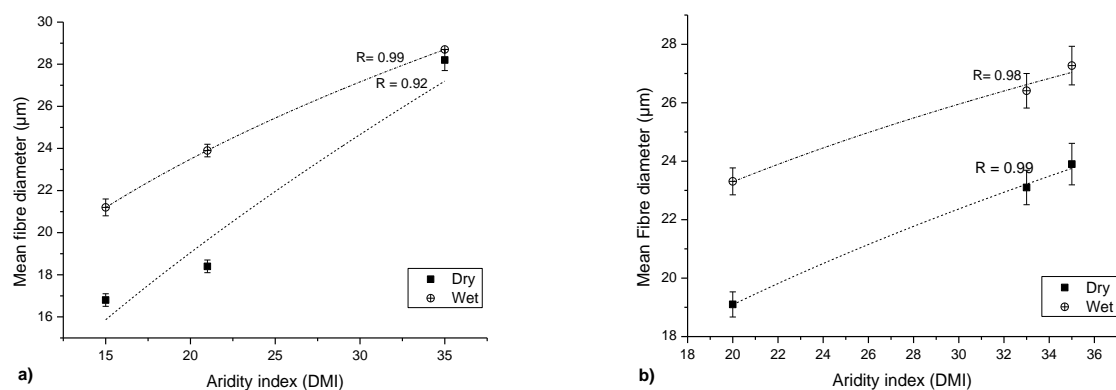 30
28
26
24
22
20
18
16
Mean fibre diameter (µm)
R= 0.99
R = 0.92
Dry
Wet
15 20 25 30 35
Aridity index (DMI)
a)
28
26
24
22
20
18
Mean Fibre diameter (µm)
R= 0.98
R = 0.99
Dry
Wet
18 20 22 24 26 28 30 32 34 36
Aridity index (DMI)
b)